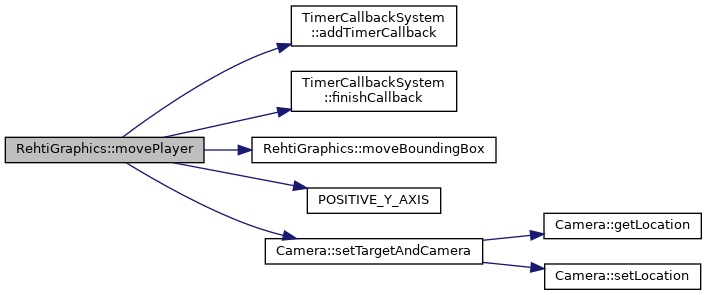 TimerCallbackSystem
::addTimerCallback
TimerCallbackSystem
::finishCallback
RehtiGraphics::movePlayer
RehtiGraphics::moveBoundingBox
POSITIVE_Y_AXIS
Camera::getLocation
Camera::setTargetAndCamera
Camera::setLocation